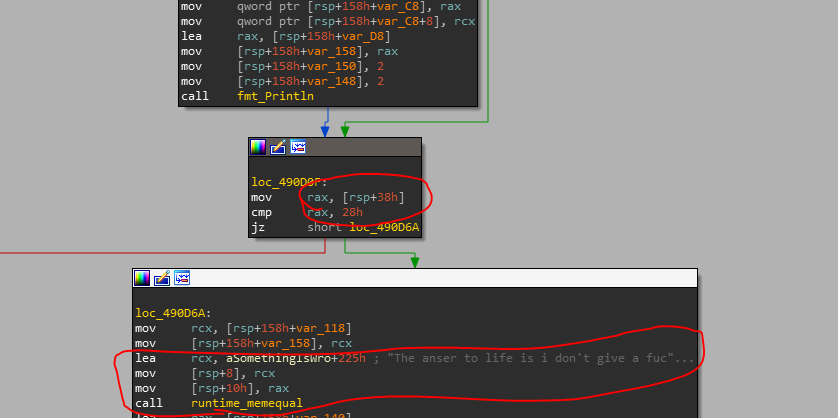 mov qword ptr [rsp+158h+var_C8], rax
mov qword ptr [rsp+158h+var_C8+8], rcx
lea rax, [rsp+158h+var_D8]
mov [rsp+158h+var_158], rax
mov [rsp+158h+var_150], 2
mov [rsp+158h+var_148], 2
call fmt_Println
loc_490D0F:
mov rax, [rsp+38h]
cmp rax, 28h
jz short loc_490D6A
loc_490D6A:
mov rcx, [rsp+158h+var_118]
mov [rsp+158h+var_158], rcx
lea rcx, aSomethingIsWro+225h ; "The anser to life is i don't give a fuc"...
mov [rsp+8], rcx
mov [rsp+10h], rax
call runtime_memequal